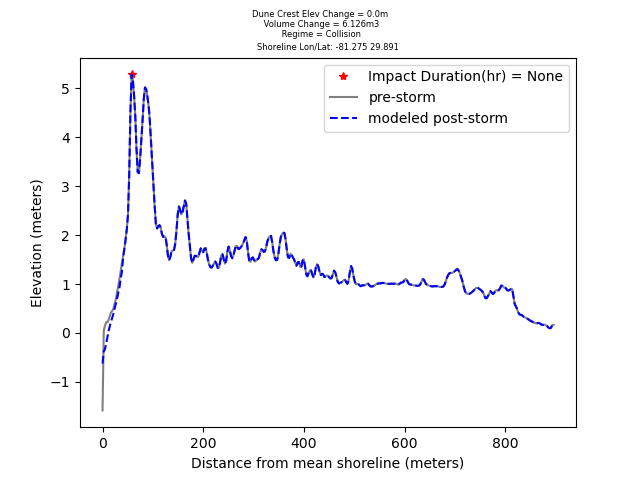 Dune Crest Elev Change = 0.0m
Volume Change = 6.126m3
Regime = Collision
Shoreline Lon/Lat: -81.275 29.891
Impact Duration(hr) = None
pre-storm
modeled post-storm
Elevation (meters)
5
4
3
2
1
0
−1
0 200 400 600 800
Distance from mean shoreline (meters)